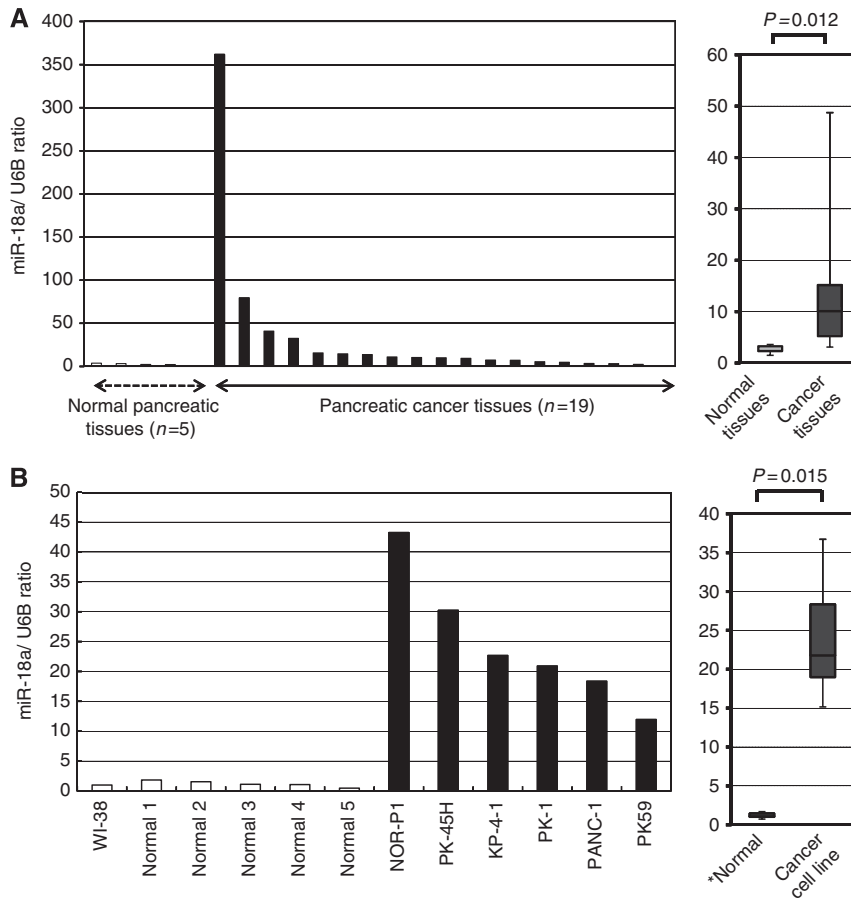 A
miR-18a/ U6B ratio
400
350
300
250
200
150
100
50
0
Normal pancreatic
tissues (n=5)
Pancreatic cancer tissues (n=19)
P=0.012
60
50
40
30
20
10
0
Normal
tissues
Cancer
tissues
B
miR-18a/ U6B ratio
50
45
40
35
30
25
20
15
10
5
0
WI-38
Normal 1
Normal 2
Normal 3
Normal 4
Normal 5
NOR-P1
PK-45H
KP-4-1
PK-1
PANC-1
PK59
P=0.015
40
35
30
25
20
15
10
5
0
*Normal
Cancer
cell line